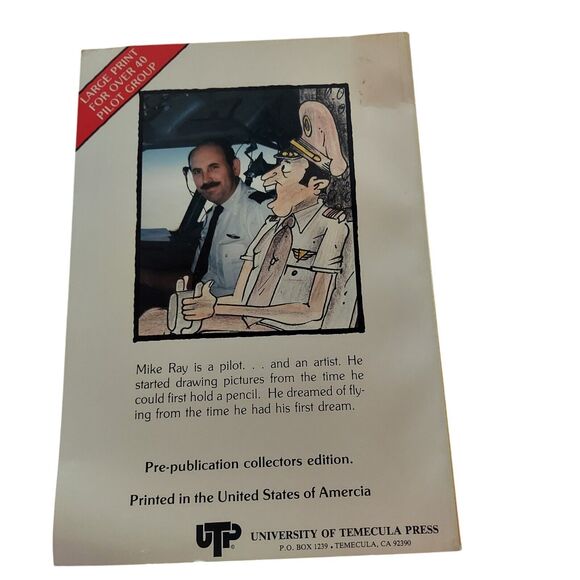 LARGE PRINT
FOR OVER 40
PILOT GROUP
Mike Ray is a pilot. . . and an artist. He
started drawing pictures from the time he
could first hold a pencil. He dreamed of fly-
ing from the time he had his first dream.
Pre-publication collectors edition.
Printed in the United States of Amercia
UTP
UNIVERSITY OF TEMECULA PRESS
P.O. BOX 1239 • TEMECULA, CA 92390